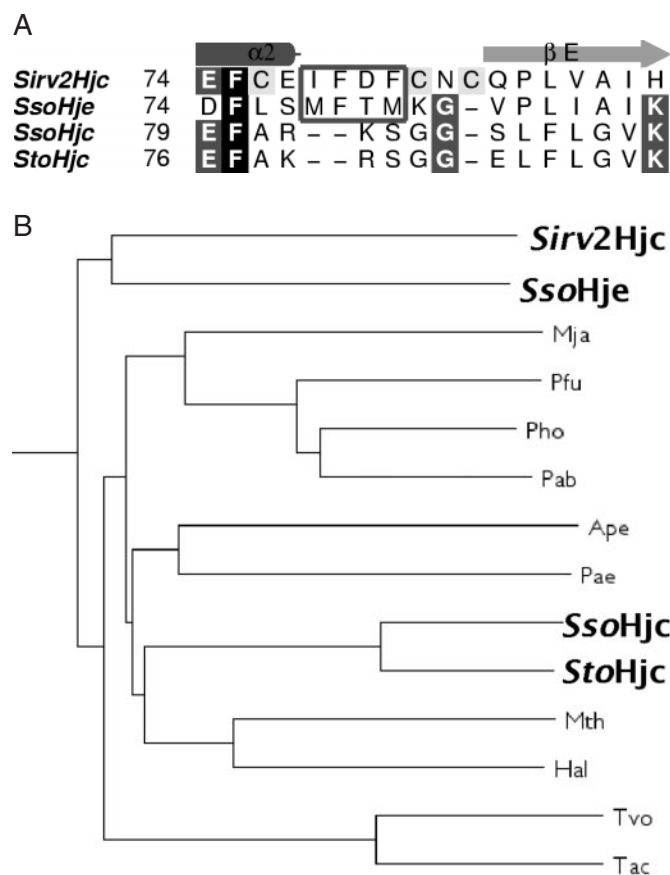 A
α2 β E
Sirv2Hjc 74 E F C E I F D F C N C Q P L V A I H
SsoHje 74 D F L S M F T M K G – V P L I A I K
SsoHjc 79 E F A R – – K S G G – S L F L G V K
StoHjc 76 E F A K – – R S G G – E L F L G V K
B
Sirv2Hjc
SsoHje
Mja
Pfu
Pho
Pab
Ape
Pae
SsoHjc
StoHjc
Mth
Hal
Tvo
Tac